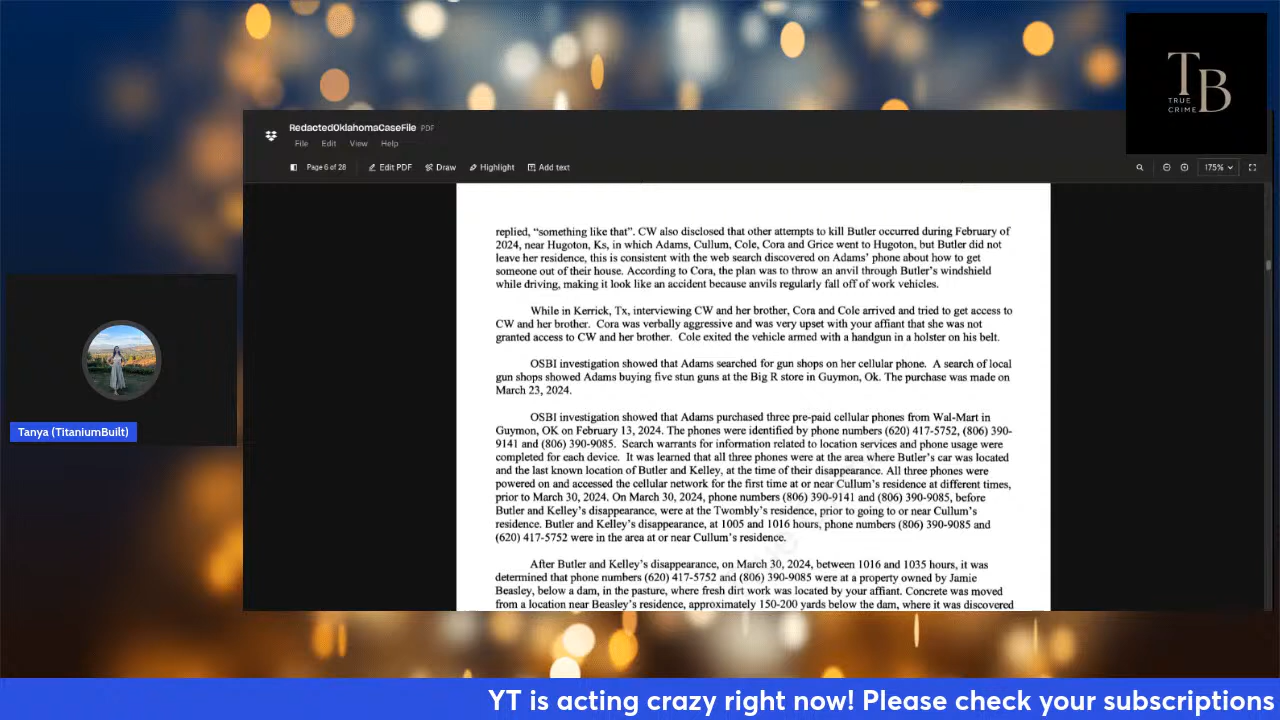 TB
TRUE
CRIME
RedactedOklahomaCaseFile PDF
File Edit View Help
Page 6 of 28 Edit PDF Draw Highlight Add text 175%
replied, “something like that”. CW also disclosed that other attempts to kill Butler occurred during February of
2024, near Hugoton, Ks, in which Adams, Cullum, Cole, Cora and Grice went to Hugoton, but Butler did not
leave her residence, this is consistent with the web search discovered on Adams’ phone about how to get
someone out of their house. According to Cora, the plan was to throw an anvil through Butler’s windshield
while driving, making it look like an accident because anvils regularly fall off of work vehicles.
While in Kerrick, Tx, interviewing CW and her brother, Cora and Cole arrived and tried to get access to
CW and her brother. Cora was verbally aggressive and was very upset with your affiant that she was not
granted access to CW and her brother. Cole exited the vehicle armed with a handgun in a holster on his belt.
OSBI investigation showed that Adams searched for gun shops on her cellular phone. A search of local
gun shops showed Adams buying five stun guns at the Big R store in Guymon, Ok. The purchase was made on
March 23, 2024.
OSBI investigation showed that Adams purchased three pre-paid cellular phones from Wal-Mart in
Guymon, OK on February 13, 2024. The phones were identified by phone numbers (620) 417-5752, (806) 390-
9141 and (806) 390-9085. Search warrants for information related to location services and phone usage were
completed for each device. It was learned that all three phones were at the area where Butler’s car was located
and the last known location of Butler and Kelley, at the time of their disappearance. All three phones were
powered on and accessed the cellular network for the first time at or near Cullum’s residence at different times,
prior to March 30, 2024. On March 30, 2024, phone numbers (806) 390-9141 and (806) 390-9085, before
Butler and Kelley’s disappearance, were at the Twombly’s residence, prior to going to or near Cullum’s
residence. Butler and Kelley’s disappearance, at 1005 and 1016 hours, phone numbers (806) 390-9085 and
(620) 417-5752 were in the area at or near Cullum’s residence.
After Butler and Kelley’s disappearance, on March 30, 2024, between 1016 and 1035 hours, it was
determined that phone numbers (620) 417-5752 and (806) 390-9085 were at a property owned by Jamie
Beasley, below a dam, in the pasture, where fresh dirt work was located by your affiant. Concrete was moved
from a location near Beasley’s residence, approximately 150-200 yards below the dam, where it was discovered
Tanya (TitaniumBuilt)
YT is acting crazy right now! Please check your subscriptions